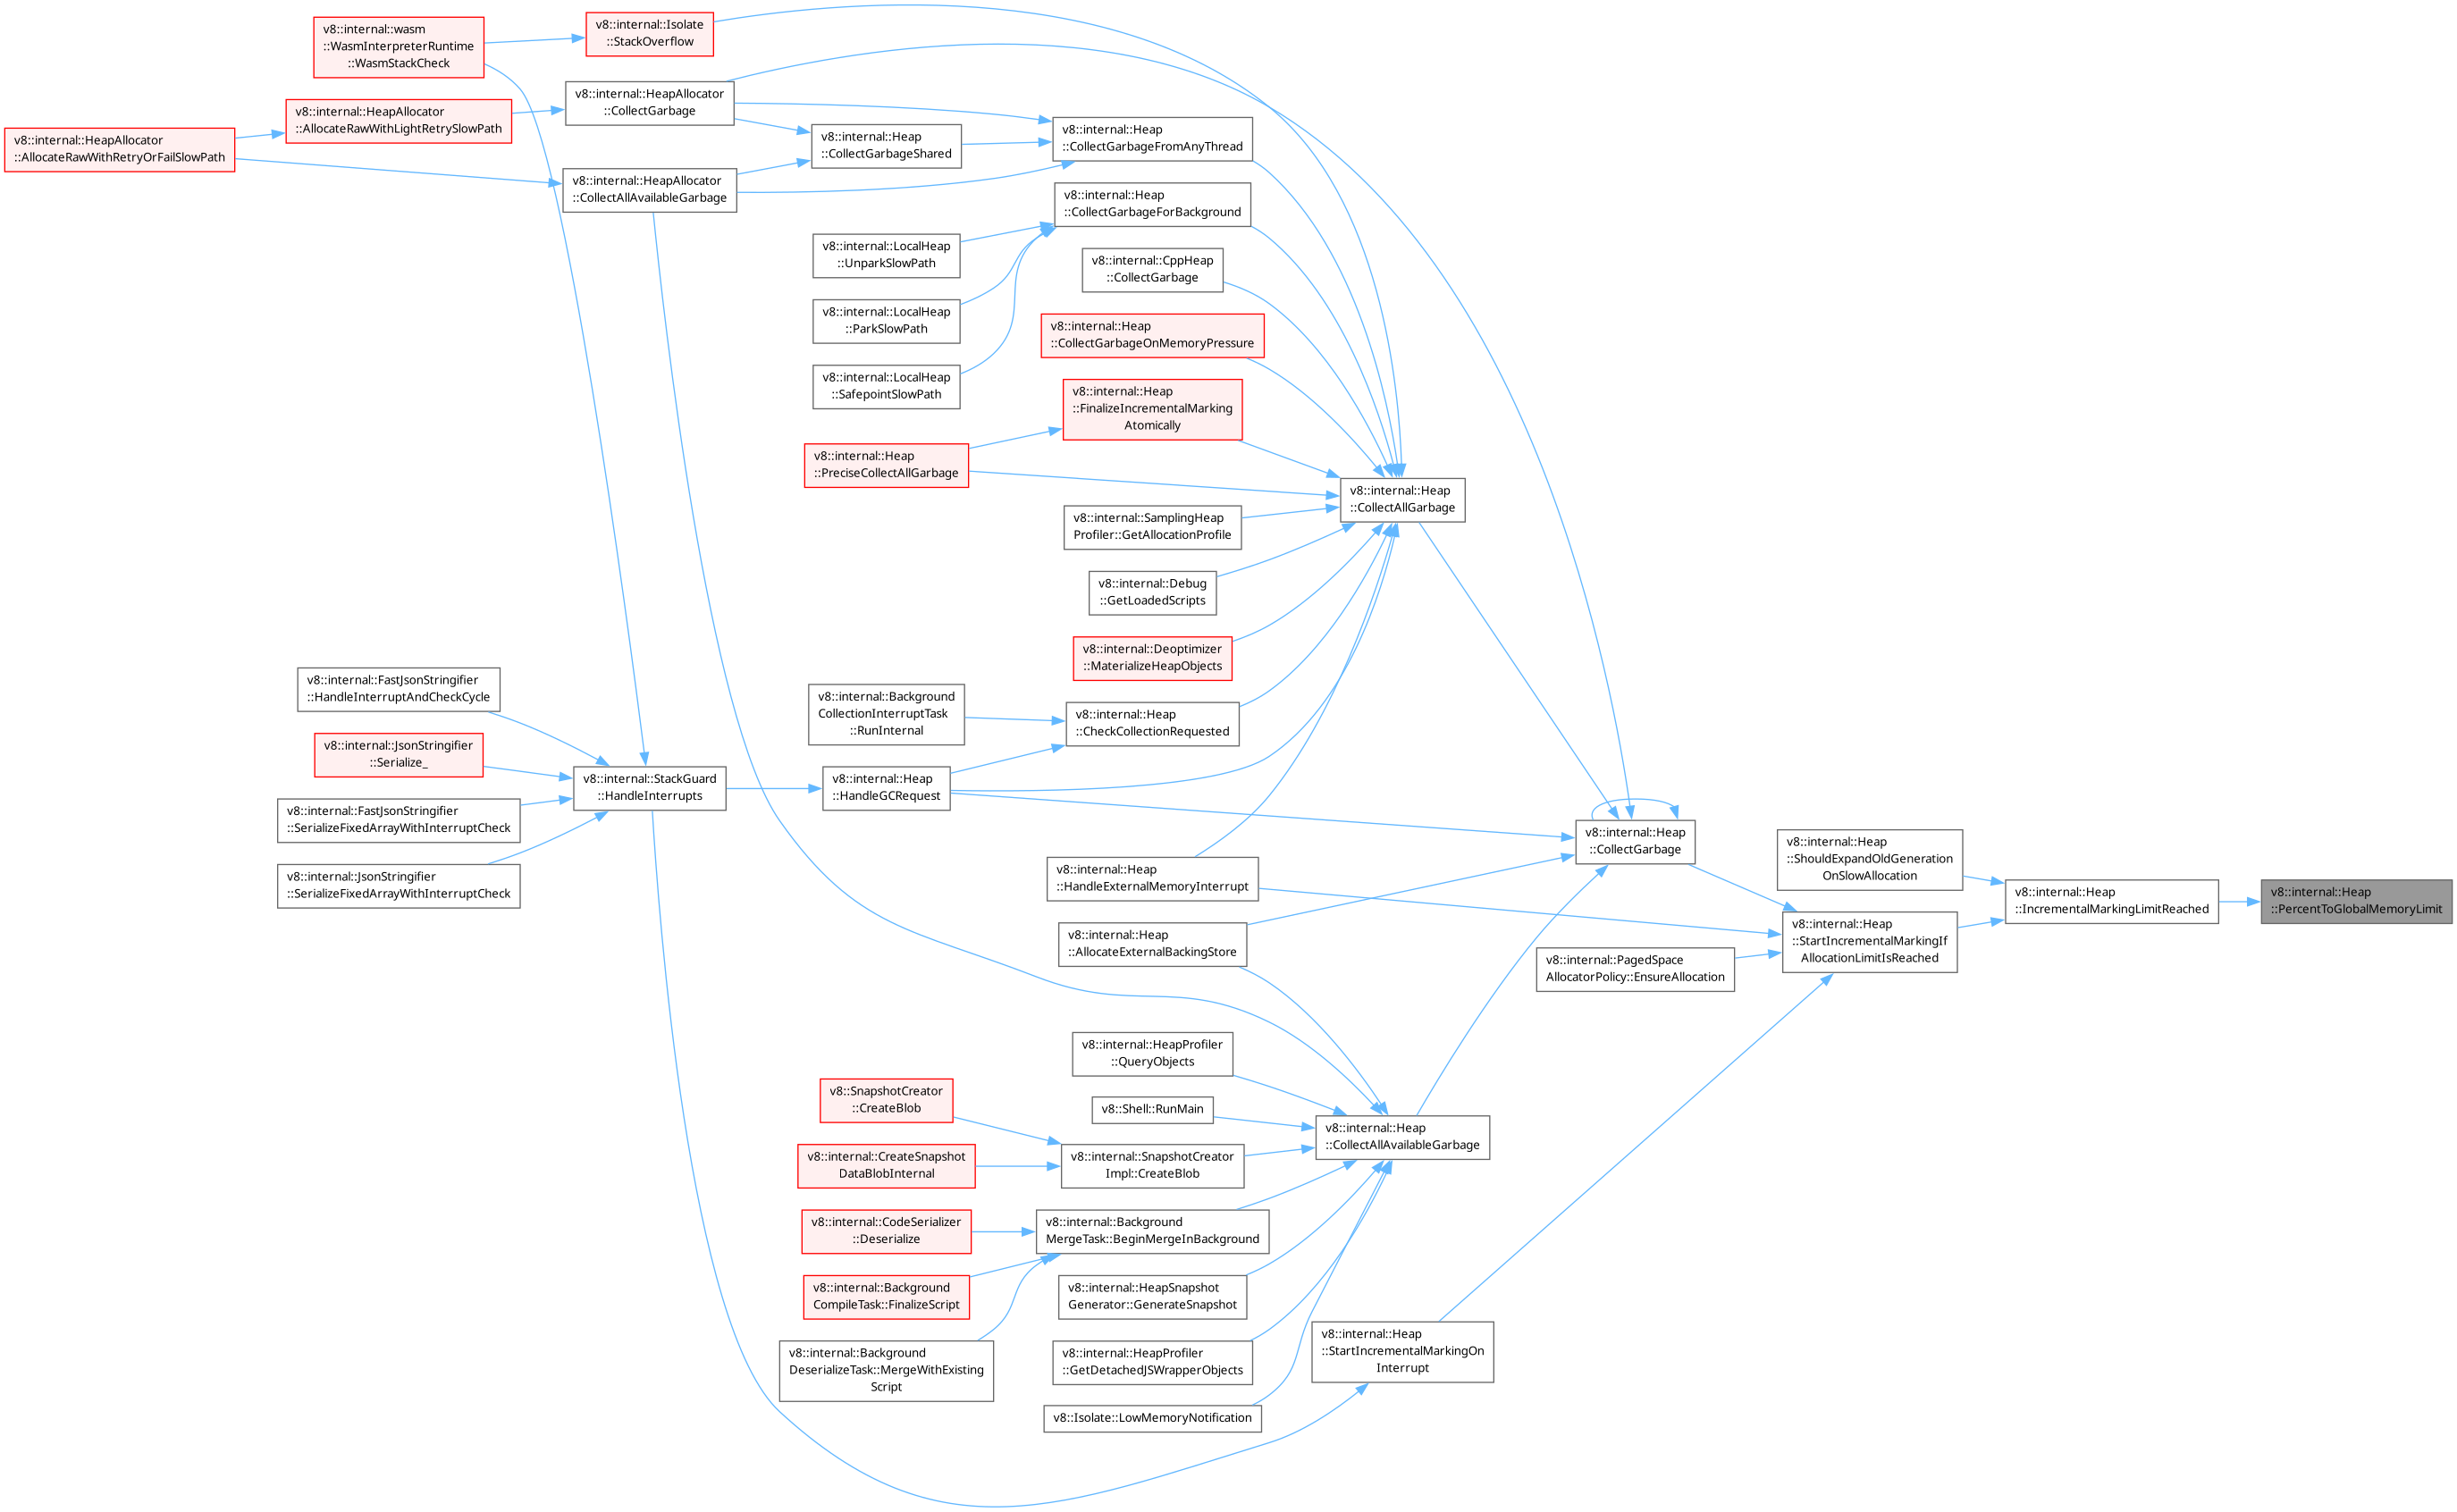 v8::internal::wasm
::WasmInterpreterRuntime
::WasmStackCheck
v8::internal::Isolate
::StackOverflow
v8::internal::HeapAllocator
::CollectGarbage
v8::internal::HeapAllocator
::AllocateRawWithLightRetrySlowPath
v8::internal::HeapAllocator
::AllocateRawWithRetryOrFailSlowPath
v8::internal::Heap
::CollectGarbageShared
v8::internal::Heap
::CollectGarbageFromAnyThread
v8::internal::HeapAllocator
::CollectAllAvailableGarbage
v8::internal::Heap
::CollectGarbageForBackground
v8::internal::LocalHeap
::UnparkSlowPath
v8::internal::CppHeap
::CollectGarbage
v8::internal::LocalHeap
::ParkSlowPath
v8::internal::Heap
::CollectGarbageOnMemoryPressure
v8::internal::LocalHeap
::SafepointSlowPath
v8::internal::Heap
::FinalizeIncrementalMarking
Atomically
v8::internal::Heap
::PreciseCollectAllGarbage
v8::internal::Heap
::CollectAllGarbage
v8::internal::SamplingHeap
Profiler::GetAllocationProfile
v8::internal::Debug
::GetLoadedScripts
v8::internal::Deoptimizer
::MaterializeHeapObjects
v8::internal::FastJsonStringifier
::HandleInterruptAndCheckCycle
v8::internal::Background
CollectionInterruptTask
::RunInternal
v8::internal::Heap
::CheckCollectionRequested
v8::internal::JsonStringifier
::Serialize_
v8::internal::StackGuard
::HandleInterrupts
v8::internal::Heap
::HandleGCRequest
v8::internal::FastJsonStringifier
::SerializeFixedArrayWithInterruptCheck
v8::internal::Heap
::CollectGarbage
v8::internal::JsonStringifier
::SerializeFixedArrayWithInterruptCheck
v8::internal::Heap
::HandleExternalMemoryInterrupt
v8::internal::Heap
::ShouldExpandOldGeneration
OnSlowAllocation
v8::internal::Heap
::IncrementalMarkingLimitReached
v8::internal::Heap
::PercentToGlobalMemoryLimit
v8::internal::Heap
::AllocateExternalBackingStore
v8::internal::Heap
::StartIncrementalMarkingIf
AllocationLimitIsReached
v8::internal::PagedSpace
AllocatorPolicy::EnsureAllocation
v8::internal::HeapProfiler
::QueryObjects
v8::SnapshotCreator
::CreateBlob
v8::Shell::RunMain
v8::internal::Heap
::CollectAllAvailableGarbage
v8::internal::CreateSnapshot
DataBlobInternal
v8::internal::SnapshotCreator
Impl::CreateBlob
v8::internal::CodeSerializer
::Deserialize
v8::internal::Background
MergeTask::BeginMergeInBackground
v8::internal::Background
CompileTask::FinalizeScript
v8::internal::HeapSnapshot
Generator::GenerateSnapshot
v8::internal::Background
DeserializeTask::MergeWithExisting
Script
v8::internal::HeapProfiler
::GetDetachedJSWrapperObjects
v8::internal::Heap
::StartIncrementalMarkingOn
Interrupt
v8::Isolate::LowMemoryNotification